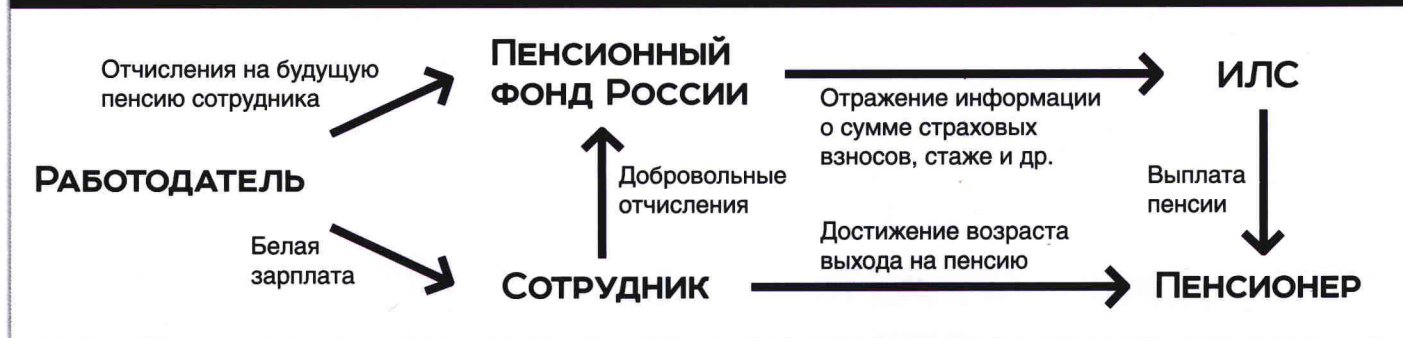 Отчисления на будущую
пенсию сотрудника
Пенсионный
фонд России
ИЛС
Отражение информации
о сумме страховых
взносов, стаже и др.
Работодатель
Добровольные
отчисления
Выплата
пенсии
Белая
зарплата
Достижение возраста
выхода на пенсию
Сотрудник
Пенсионер